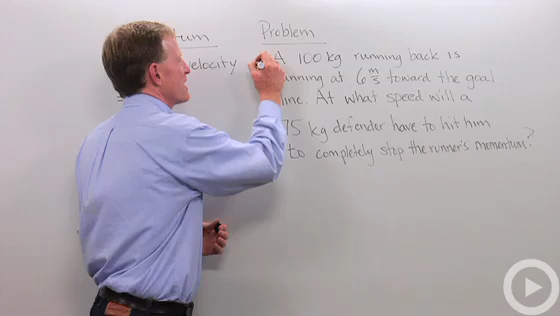 Problem
velocity
A 100 kg running back is
running at 6 m/s toward the goal
line. At what speed will a
75 kg defender have to hit him
to completely stop the runner's momentum?